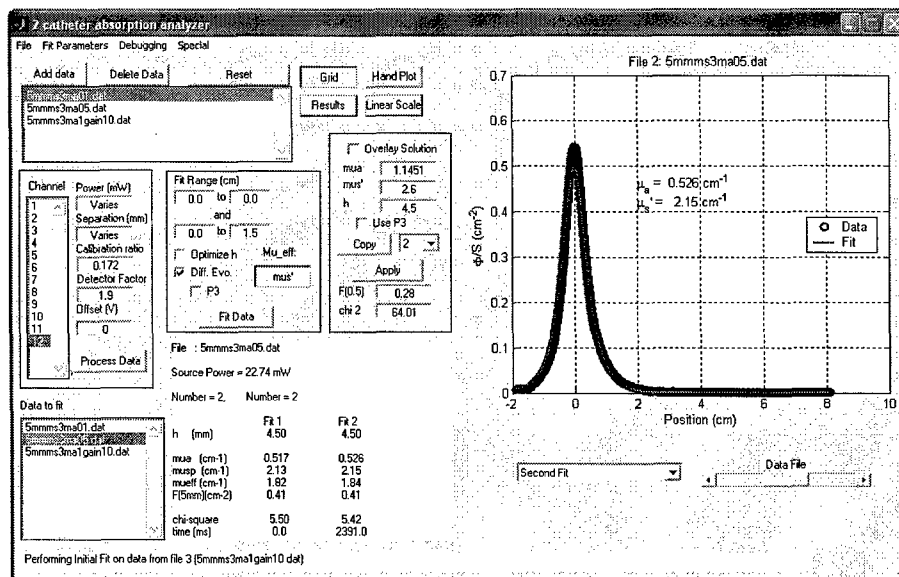 2 catheter absorption analyzer
File Fit Parameters Debugging Special
Add data Delete Data Reset
5mmms3ma01.dat
5mmms3ma05.dat
5mmms3ma1gain10.dat
Grid Hand Plot
Results Linear Scale
Channel
1
2
3
4
5
6
7
8
9
10
11
12
Power (mW)
Varies
Separation (mm)
Varies
Calibration ratio
0.172
Detector Factor
1.9
Offset (V)
0
Process Data
Fit Range (cm)
0.0 to 0.0
and
0.0 to 1.5
Optimize h Mu_eff:
Diff. Evo. mus'
P3
Fit Data
Overlay Solution
mua 1.1451
mus' 2.6
h 4.5
Use P3
Copy 2
Apply
F(0.5) 0.28
chi 2 64.01
File : 5mmms3ma05.dat
Source Power = 22.74 mW
Number = 2, Number = 2
Fit 1 Fit 2
h (mm) 4.50 4.50
mua (cm-1) 0.517 0.526
musp (cm-1) 2.13 2.15
mueff (cm-1) 1.82 1.84
F(5mm)(cm-2) 0.41 0.41
chi-square 5.50 5.42
time (ms) 0.0 2391.0
Data to fit
5mmms3ma01.dat
5mmms3ma1gain10.dat
Performing Initial Fit on data from file 3 (5mmms3ma1gain10.dat)
File 2: 5mmms3ma05.dat
0.7
0.6
0.5
0.4
0.3
0.2
0.1
0
Φ/S (cm-2)
μa = 0.526 cm-1
μs' = 2.15 cm-1
Data
Fit
-2 0 2 4 6 8 10
Position (cm)
Second Fit
Data File